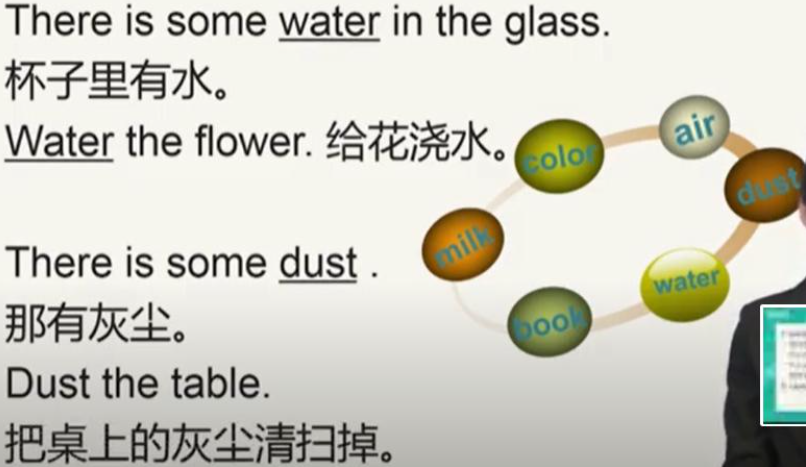 There is some water in the glass.
杯子里有水。
Water the flower. 给花浇水。
There is some dust .
那有灰尘。
Dust the table.
把桌上的灰尘清扫掉。
color
air
dust
milk
water
book